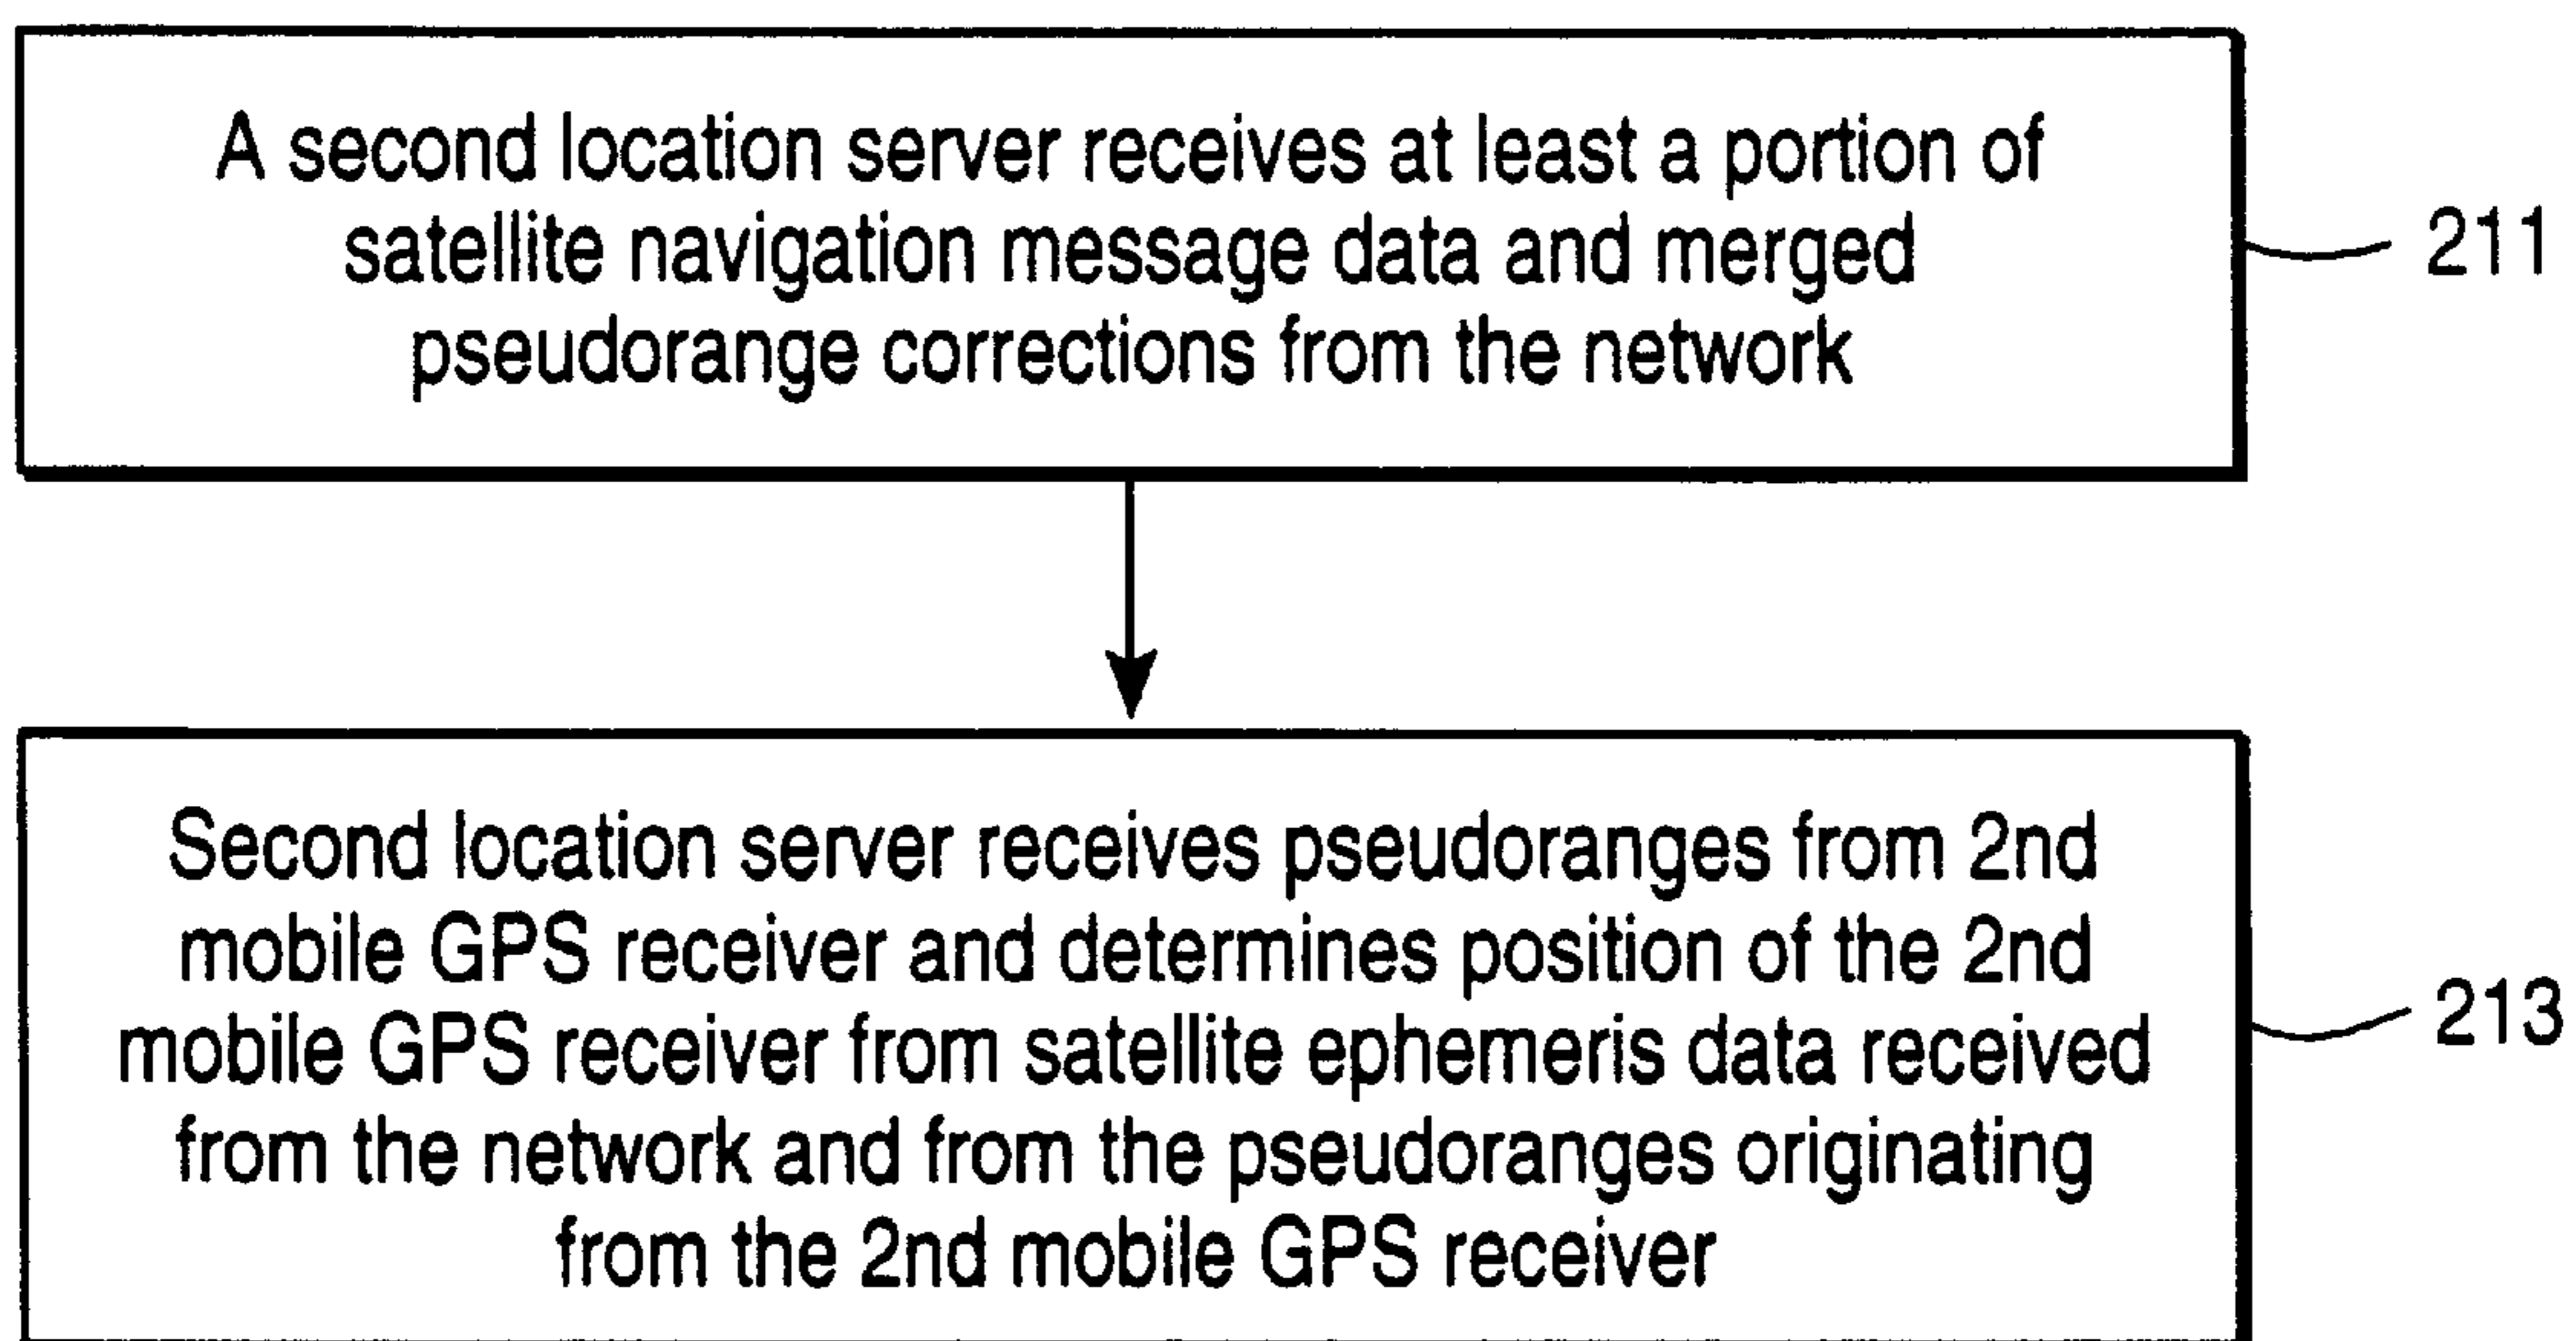 A second location server receives at least a portion of
satellite navigation message data and merged
pseudorange corrections from the network
211
Second location server receives pseudoranges from 2nd
mobile GPS receiver and determines position of the 2nd
mobile GPS receiver from satellite ephemeris data received
from the network and from the pseudoranges originating
from the 2nd mobile GPS receiver
213